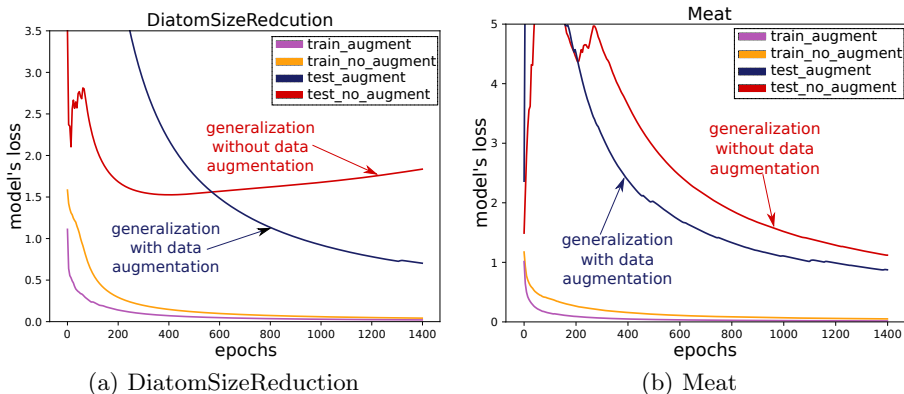 DiatomSizeRedcution
3.5
3.0
2.5
2.0
1.5
1.0
0.5
0.0
model's loss
train_augment
train_no_augment
test_augment
test_no_augment
generalization
without data
augmentation
generalization
with data
augmentation
0 200 400 600 800 1000 1200 1400
epochs
(a) DiatomSizeReduction
Meat
5
4
3
2
1
0
model's loss
train_augment
train_no_augment
test_augment
test_no_augment
generalization
without data
augmentation
generalization
with data
augmentation
0 200 400 600 800 1000 1200 1400
epochs
(b) Meat